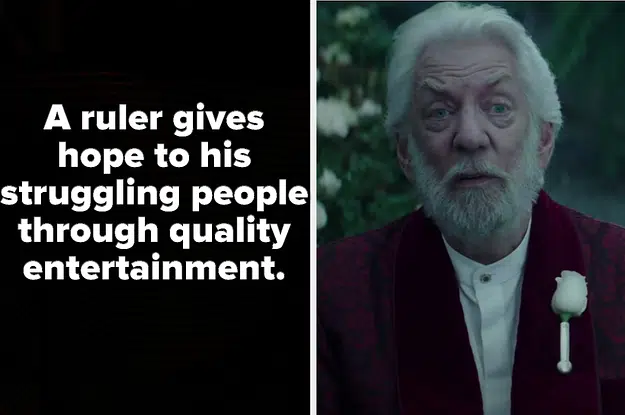 A ruler gives
hope to his
struggling people
through quality
entertainment.